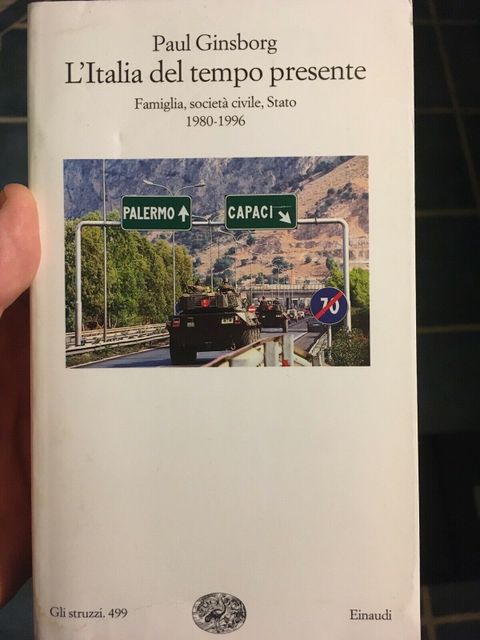 Paul Ginsborg
L'Italia del tempo presente
Famiglia, società civile, Stato
1980-1996
PALERMO
CAPACI
70
Gli struzzi. 499
Einaudi